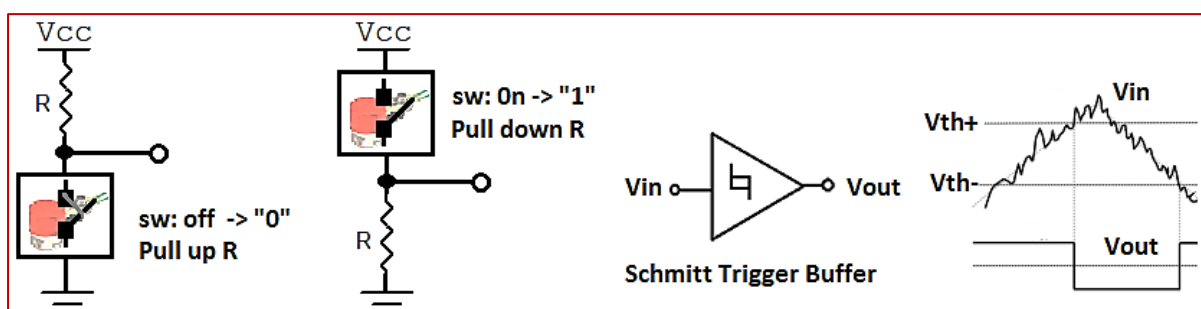 Vcc
R
sw: off -> "0"
Pull up R
Vcc
sw: 0n -> "1"
Pull down R
R
Vin
Vout
Schmitt Trigger Buffer
Vin
Vth+
Vth-
Vout